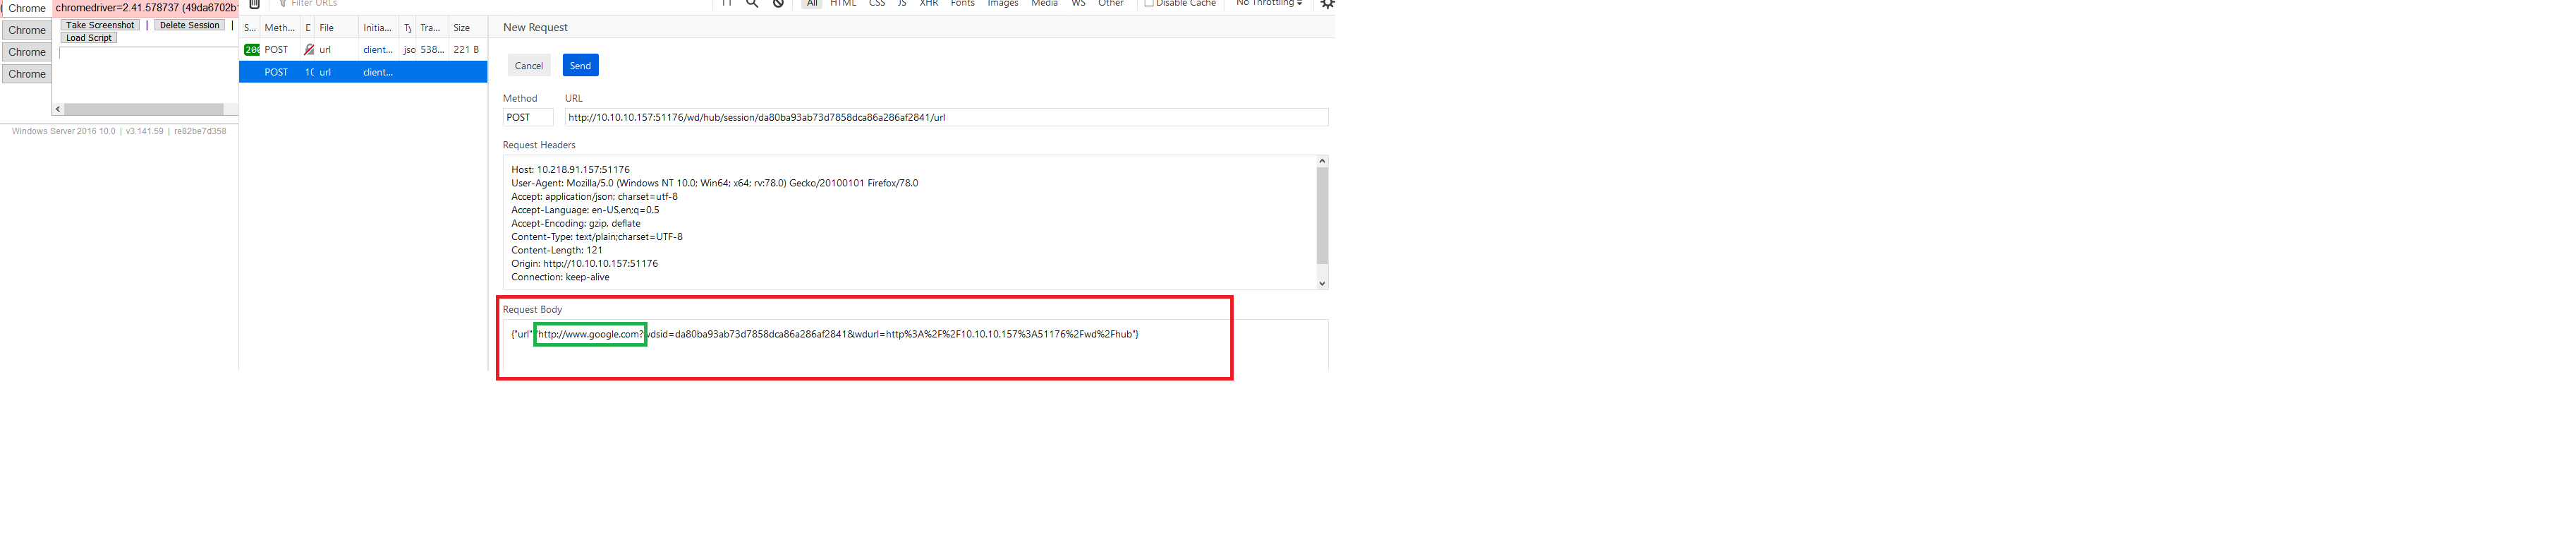 Chrome
chromedriver=2.41.578737 (49da6702b
Chrome
Chrome
Chrome
Take Screenshot | Delete Session |
Load Script
Windows Server 2016 10.0 | v3.141.59 | re82be7d358
Filter URLs
All HTML CSS JS XHR Fonts Images Media WS Other Disable Cache No Throttling
S... Meth... D File Initia... Ty Tra... Size
200 POST url client... jso 538... 221 B
POST 10 url client...
New Request
Cancel Send
Method URL
POST http://10.10.10.157:51176/wd/hub/session/da80ba93ab73d7858dca86a286af2841/url
Request Headers
Host: 10.218.91.157:51176
User-Agent: Mozilla/5.0 (Windows NT 10.0; Win64; x64; rv:78.0) Gecko/20100101 Firefox/78.0
Accept: application/json; charset=utf-8
Accept-Language: en-US,en;q=0.5
Accept-Encoding: gzip, deflate
Content-Type: text/plain;charset=UTF-8
Content-Length: 121
Origin: http://10.10.10.157:51176
Connection: keep-alive
Request Body
{"url":"http://www.google.com?wdsid=da80ba93ab73d7858dca86a286af2841&wdurl=http%3A%2F%2F10.10.10.157%3A51176%2Fwd%2Fhub"}